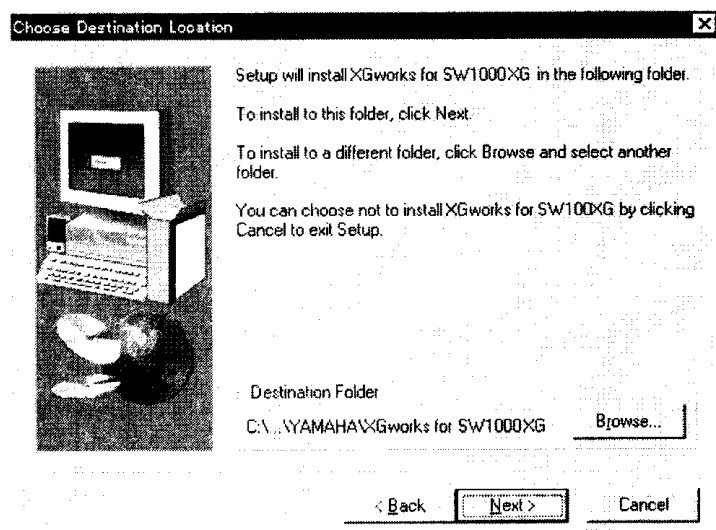 Choose Destination Location
Setup will install XGworks for SW1000XG in the following folder.
To install to this folder, click Next.
To install to a different folder, click Browse and select another
folder.
You can choose not to install XGworks for SW100XG by clicking
Cancel to exit Setup.
Destination Folder
C:\...\YAMAHA\XGworks for SW1000XG
Browse...
< Back
Next >
Cancel